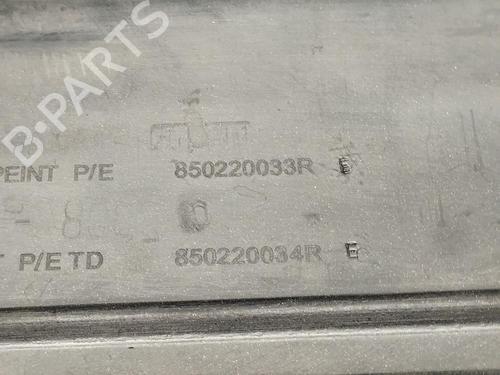 B-PARTS
PEINT P/E 850220033R E
T P/E TD 850220034R E